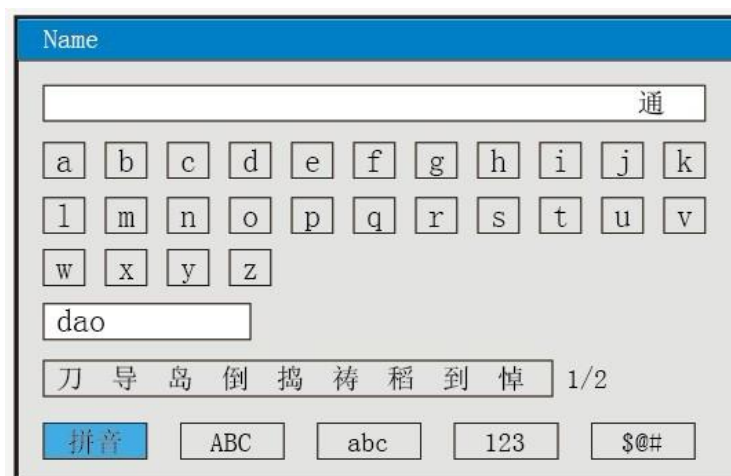 Name
通
a b c d e f g h i j k
l m n o p q r s t u v
w x y z
dao
刀 导 岛 倒 捣 祷 稻 到 悼 1/2
拼音 ABC abc 123 $@#